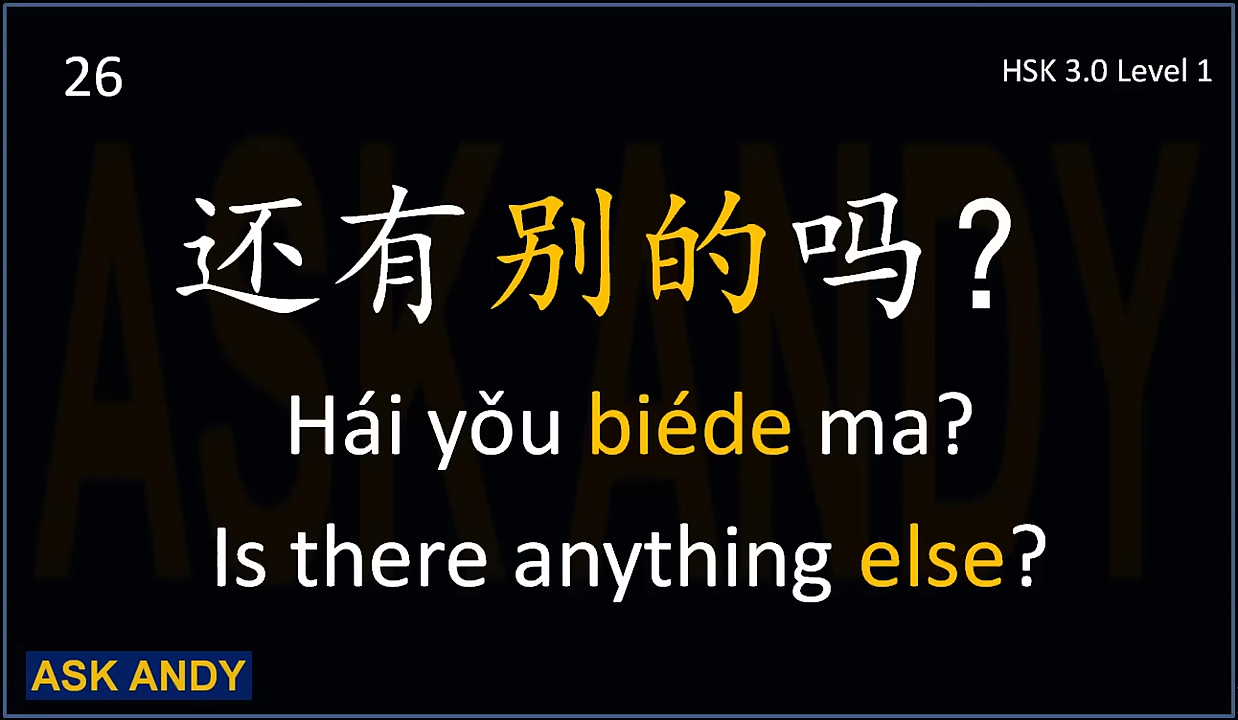 26
HSK 3.0 Level 1
还有别的吗?
Hái yǒu biéde ma?
Is there anything else?
ASK ANDY
ASK ANDY